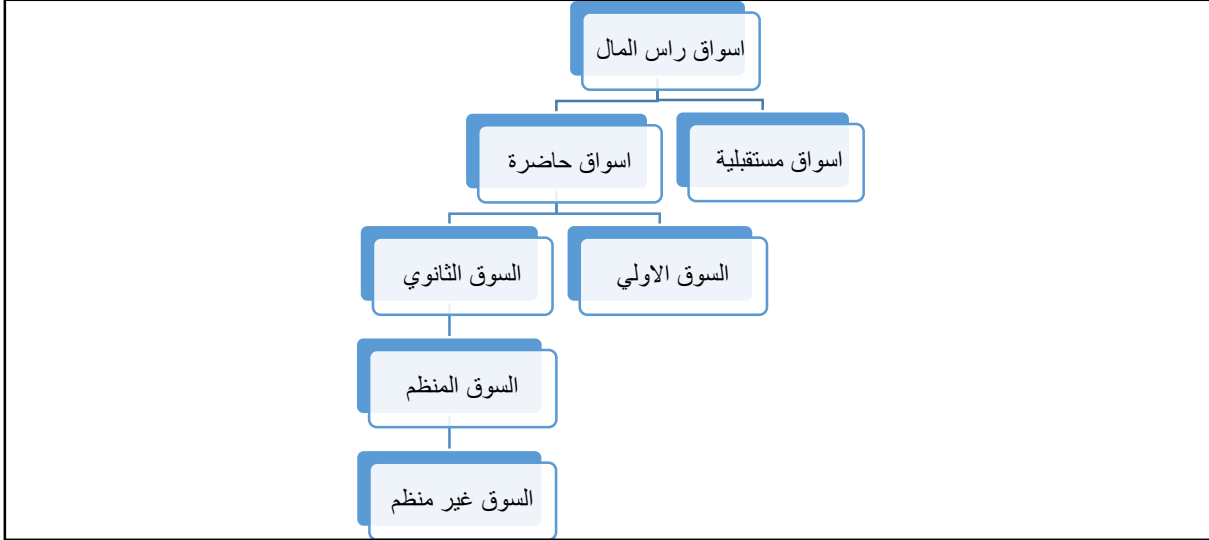 اسواق راس المال
اسواق مستقبلية
اسواق حاضرة
السوق الاولي
السوق الثانوي
السوق المنظم
السوق غير منظم